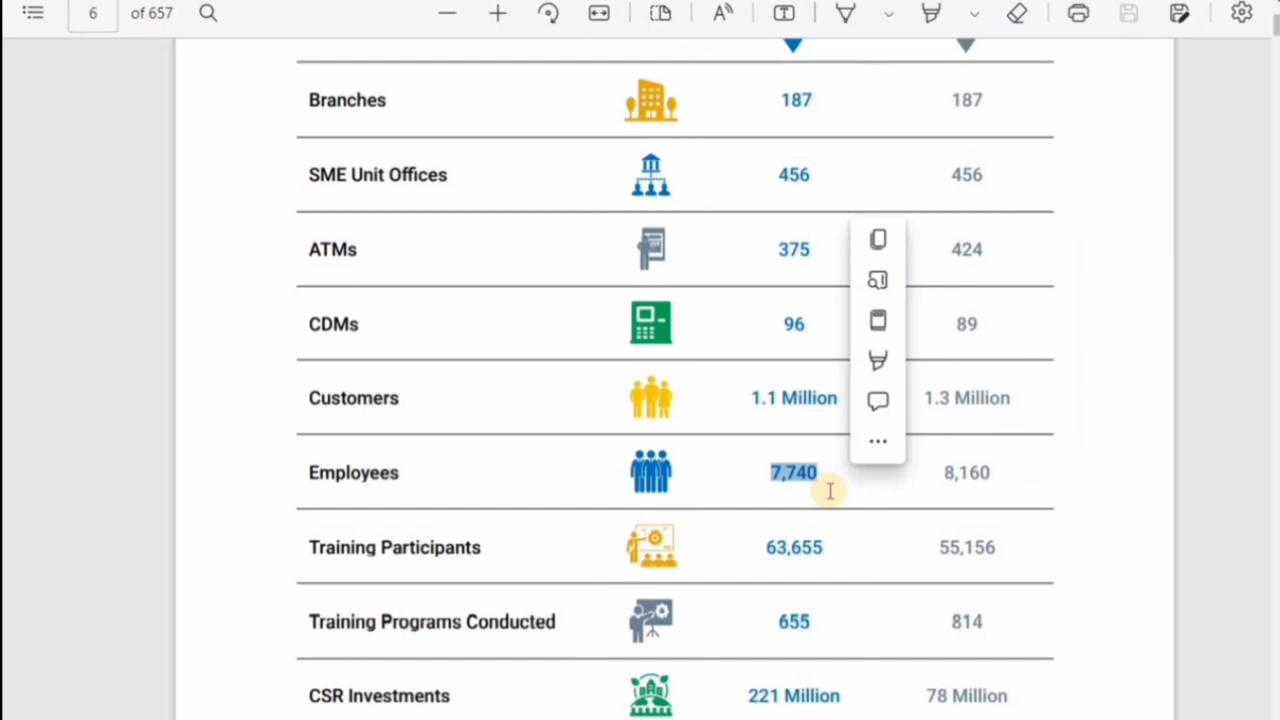 6 of 657
Branches 187 187
SME Unit Offices 456 456
ATMs 375 424
CDMs 96 89
Customers 1.1 Million 1.3 Million
Employees 7,740 8,160
Training Participants 63,655 55,156
Training Programs Conducted 655 814
CSR Investments 221 Million 78 Million